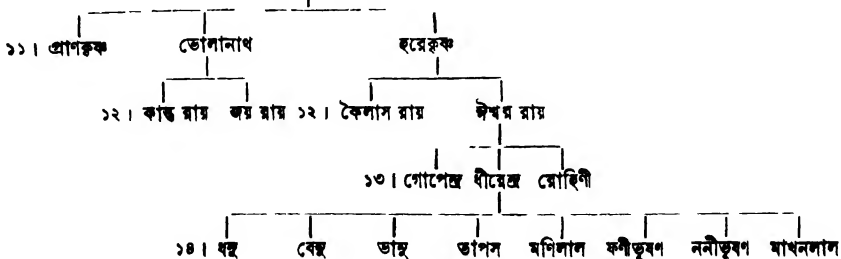 ১১। প্রাণকৃষ্ণ ভোলানাথ হরেকৃষ্ণ
১২। কান্ত রায় জয় রায় ১২। কৈলাস রায় ঈশ্বর রায়
১৩। গোপেন্দ্র ধীরেন্দ্র রোহিণী
১৪। ধনু বেনু ভানু তাপস মণিলাল ফণীভূষণ ননীভূষণ মাখনলাল